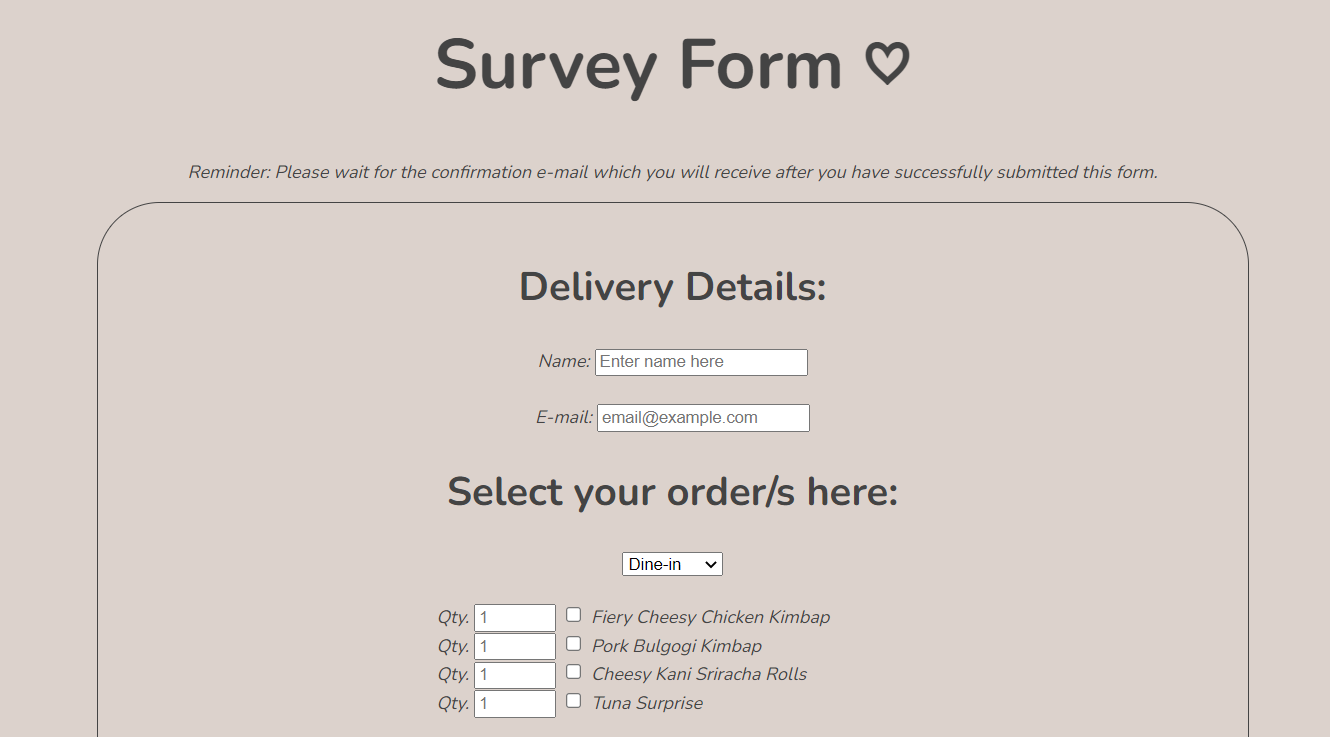 Survey Form ♡
Reminder: Please wait for the confirmation e-mail which you will receive after you have successfully submitted this form.
Delivery Details:
Name: Enter name here
E-mail: email@example.com
Select your order/s here:
Dine-in
Qty. 1 Fiery Cheesy Chicken Kimbap
Qty. 1 Pork Bulgogi Kimbap
Qty. 1 Cheesy Kani Sriracha Rolls
Qty. 1 Tuna Surprise